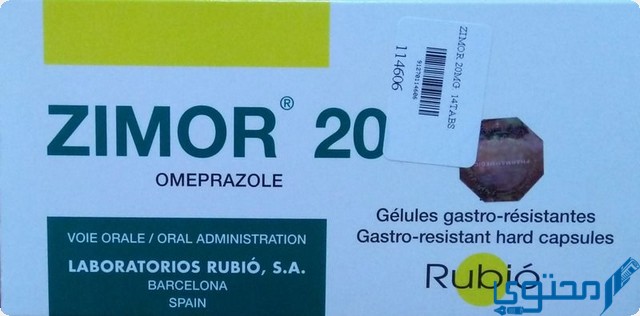 ZIMOR 20MG 14TABS
912701114606
114606
ZIMOR® 20
OMEPRAZOLE
VOIE ORALE / ORAL ADMINISTRATION
LABORATORIOS RUBIÓ, S.A.
BARCELONA
SPAIN
Gélules gastro-résistantes
Gastro-resistant hard capsules
Rubió
محتوى